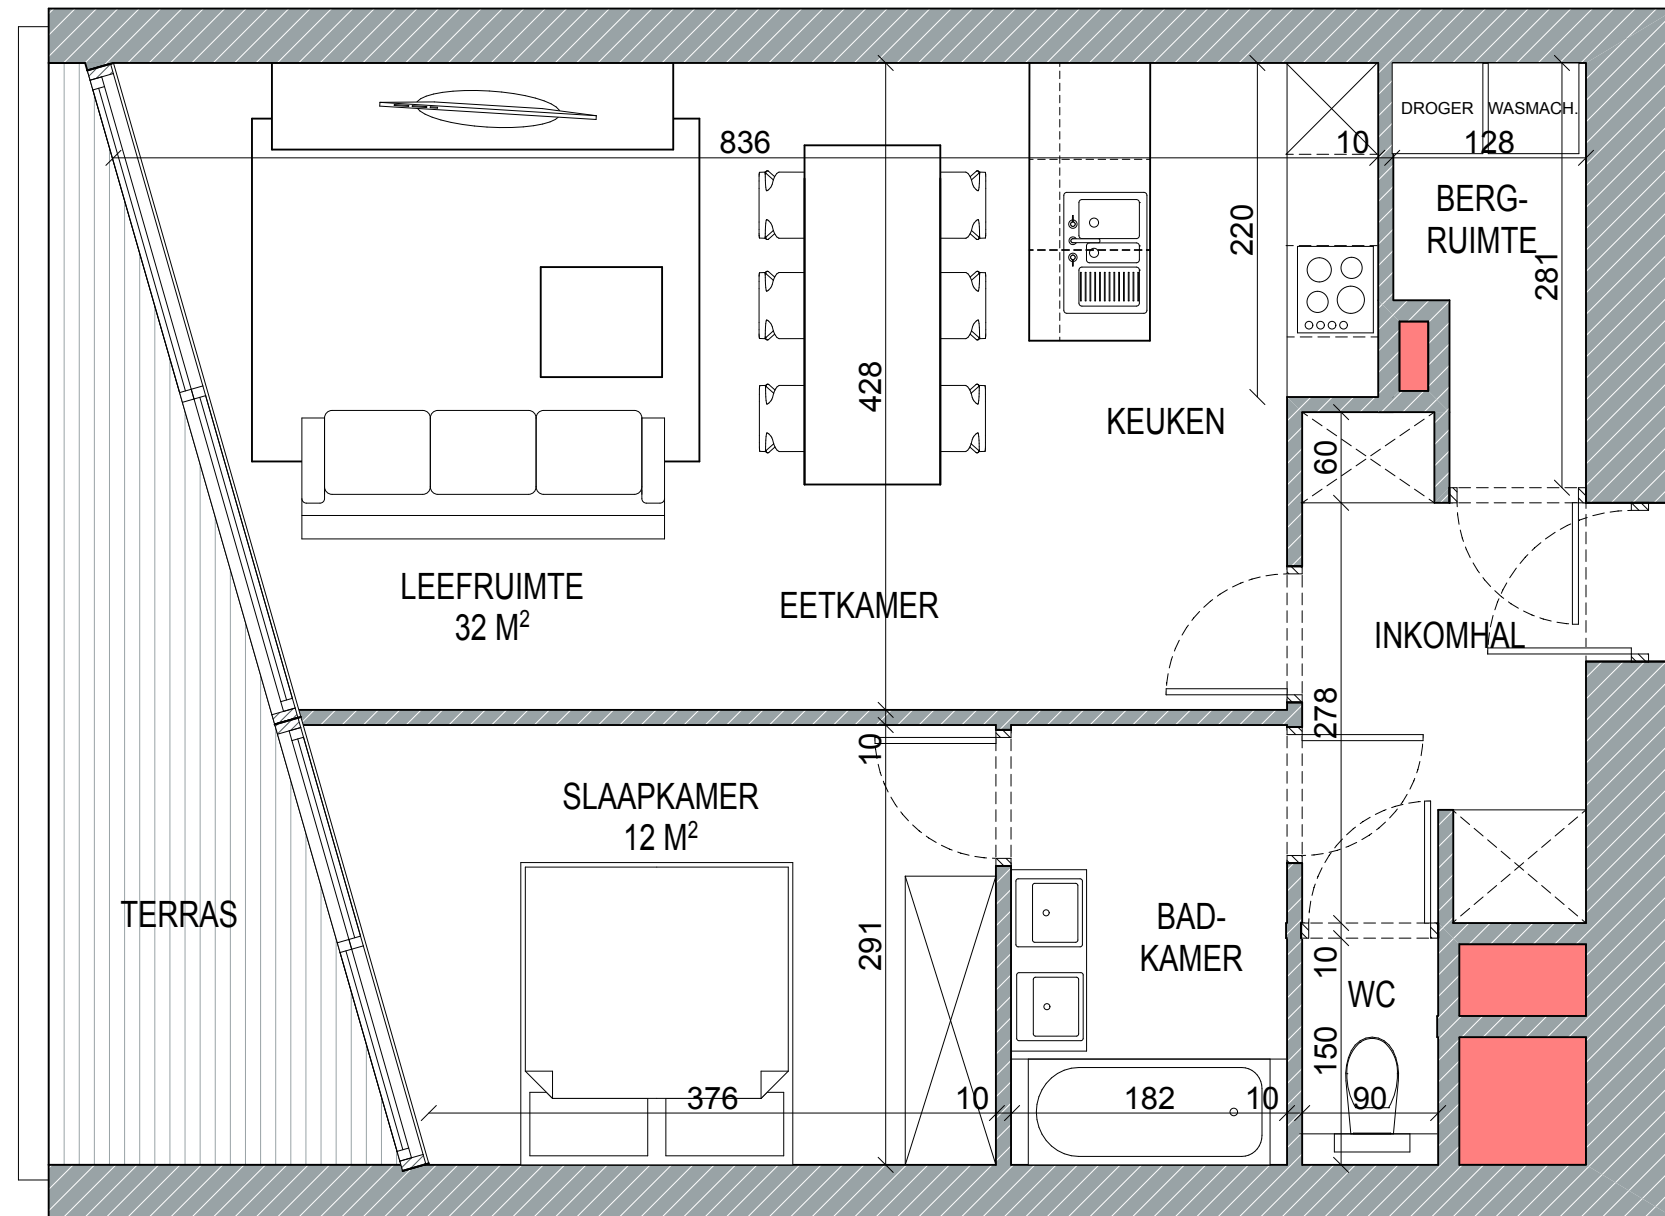 DROGER WASMACH.
836
10
128
BERG-
RUIMTE
220
281
428
KEUKEN
60
LEEFRUIMTE
32 M²
EETKAMER
INKOMHAL
278
10
SLAAPKAMER
12 M²
TERRAS
291
BAD-
KAMER
10
WC
150
376
10
182
10
90